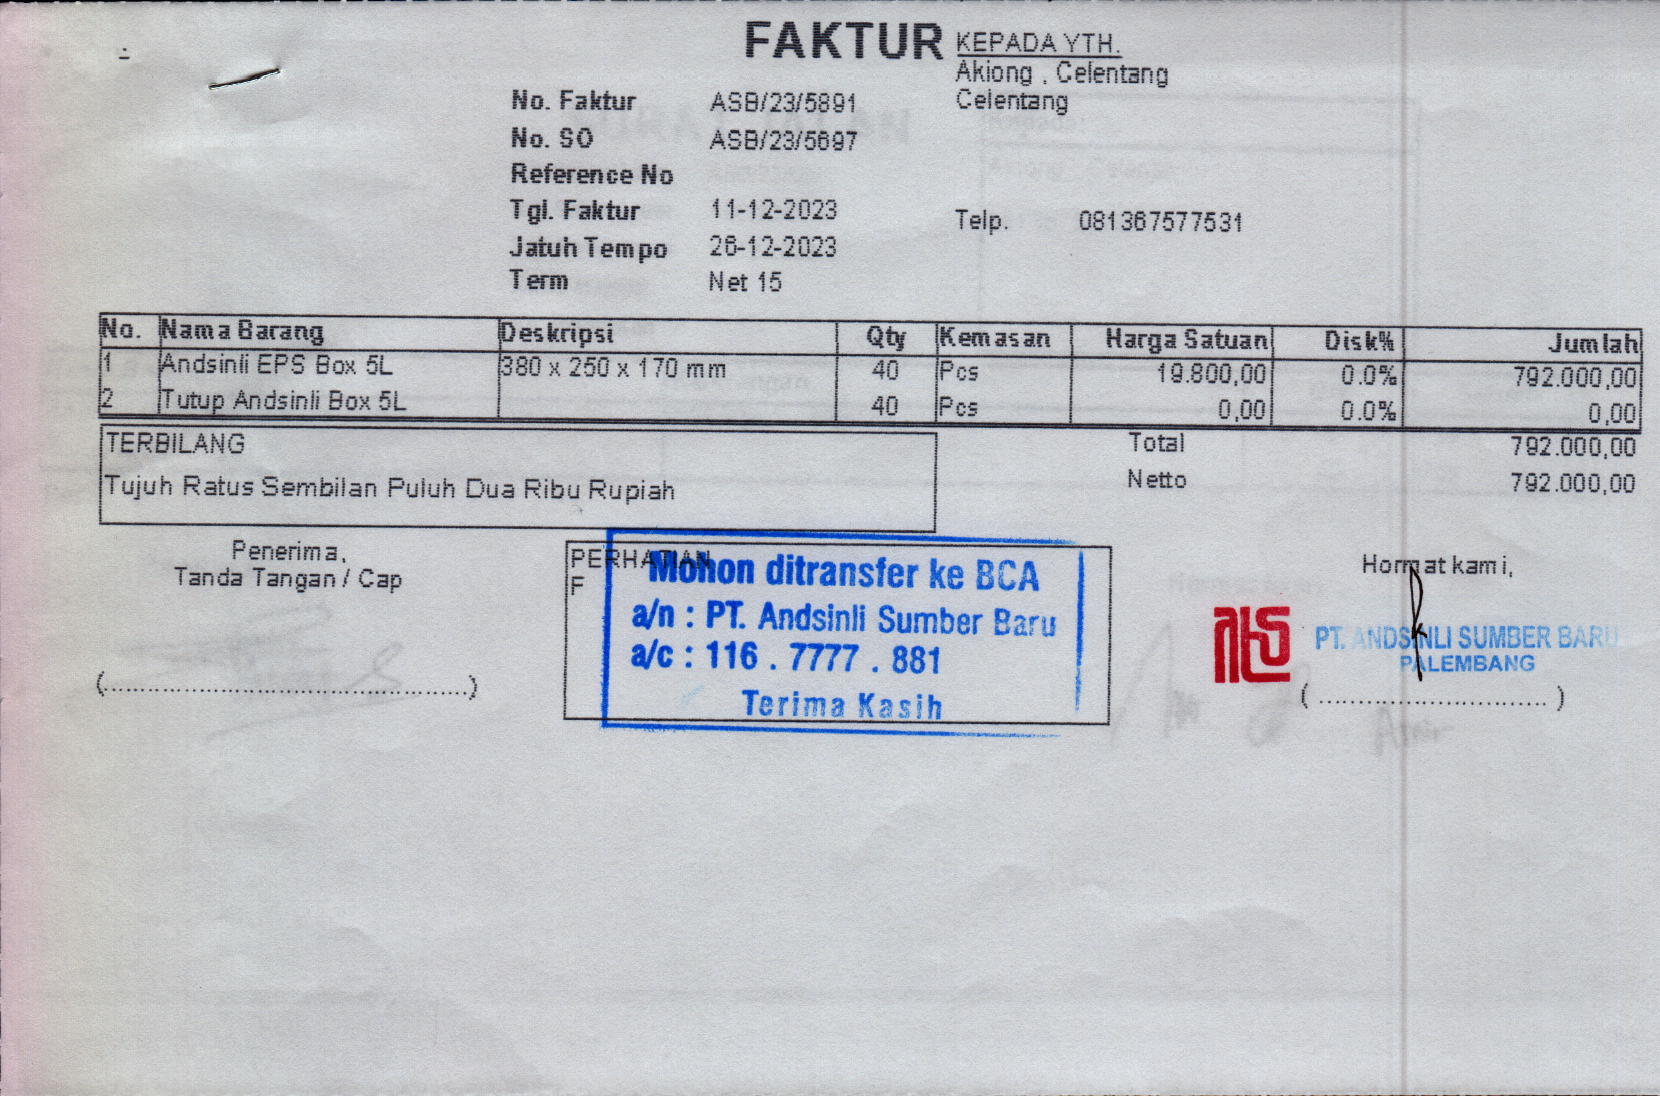 FAKTUR
KEPADA YTH.
Akiong . Celentang
Celentang
No. Faktur ASB/23/5891
No. SO ASB/23/5697
Reference No
Tgl. Faktur 11-12-2023
Jatuh Tempo 26-12-2023
Term Net 15
Telp. 081367577531
No. Nama Barang Deskripsi Qty Kemasan Harga Satuan Disk% Jumlah
1 Andsinli EPS Box 5L 380 x 250 x 170 mm 40 Pcs 19.800,00 0.0% 792.000,00
2 Tutup Andsinli Box 5L 40 Pcs 0,00 0.0% 0,00
TERBILANG
Tujuh Ratus Sembilan Puluh Dua Ribu Rupiah
Total 792.000,00
Netto 792.000,00
Penerima,
Tanda Tangan / Cap
(............................................)
PERHATIAN
F
Mohon ditransfer ke BCA
a/n : PT. Andsinli Sumber Baru
a/c : 116 . 7777 . 881
Terima Kasih
Hormat kami,
PT. ANDSINLI SUMBER BARU
PALEMBANG
(.............................)